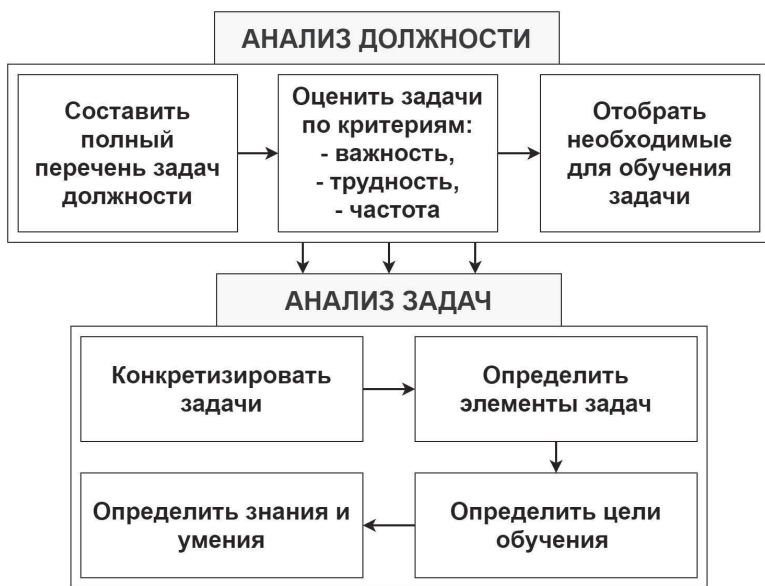 АНАЛИЗ ДОЛЖНОСТИ
Составить
полный
перечень задач
должности
Оценить задачи
по критериям:
- важность,
- трудность,
- частота
Отобрать
необходимые
для обучения
задачи
АНАЛИЗ ЗАДАЧ
Конкретизировать
задачи
Определить
элементы задач
Определить знания и
умения
Определить цели
обучения